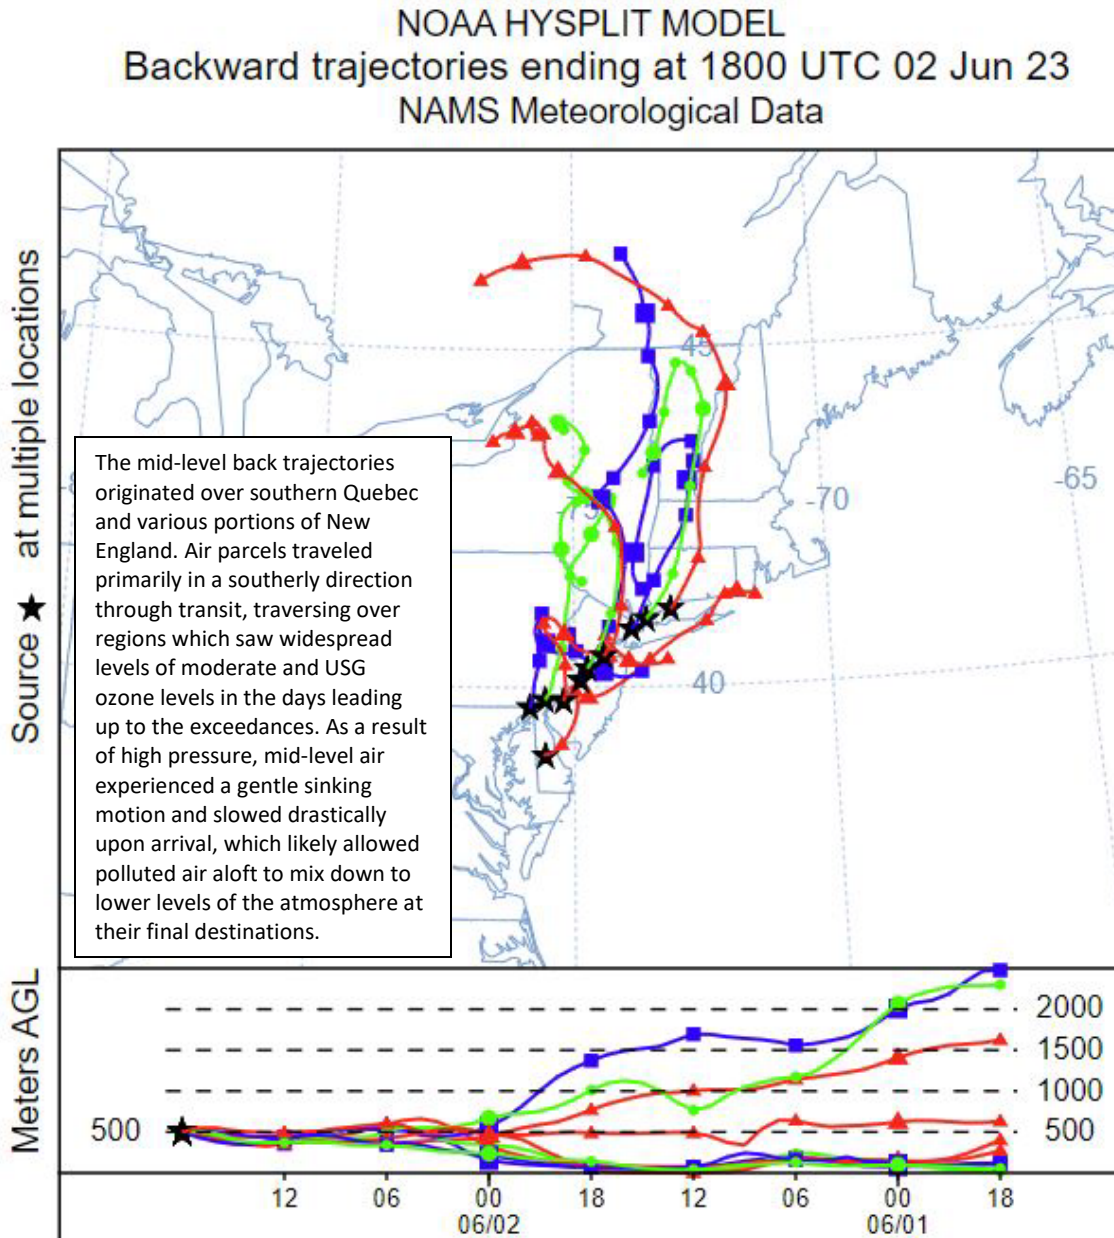 NOAA HYSPLIT MODEL
Backward trajectories ending at 1800 UTC 02 Jun 23
NAMS Meteorological Data
Source ★ at multiple locations
45
-70
-65
40
The mid-level back trajectories
originated over southern Quebec
and various portions of New
England. Air parcels traveled
primarily in a southerly direction
through transit, traversing over
regions which saw widespread
levels of moderate and USG
ozone levels in the days leading
up to the exceedances. As a result
of high pressure, mid-level air
experienced a gentle sinking
motion and slowed drastically
upon arrival, which likely allowed
polluted air aloft to mix down to
lower levels of the atmosphere at
their final destinations.
Meters AGL
2000
1500
1000
500 500
12 06 00 18 12 06 00 18
06/02 06/01